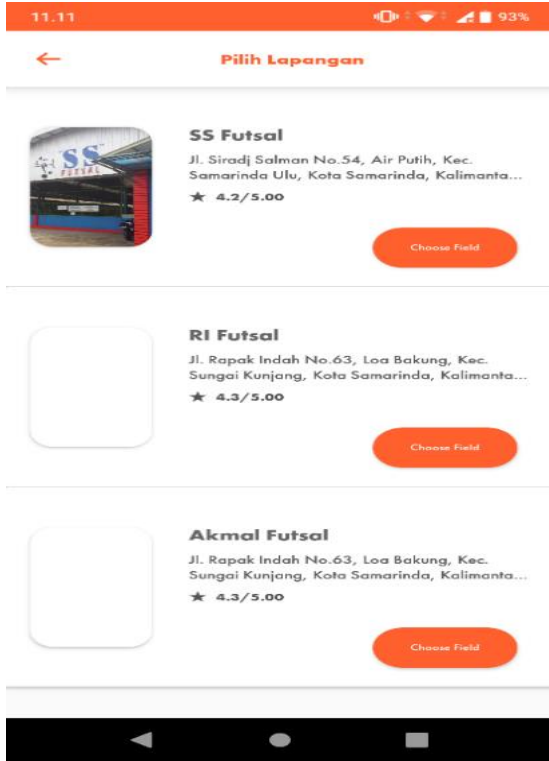 11.11
93%
Pilih Lapangan
SS FUTSAL
SS Futsal
Jl. Siradj Salman No.54, Air Putih, Kec.
Samarinda Ulu, Kota Samarinda, Kalimanta...
★ 4.2/5.00
Choose Field
RI Futsal
Jl. Rapak Indah No.63, Loa Bakung, Kec.
Sungai Kunjang, Kota Samarinda, Kalimanta...
★ 4.3/5.00
Choose Field
Akmal Futsal
Jl. Rapak Indah No.63, Loa Bakung, Kec.
Sungai Kunjang, Kota Samarinda, Kalimanta...
★ 4.3/5.00
Choose Field